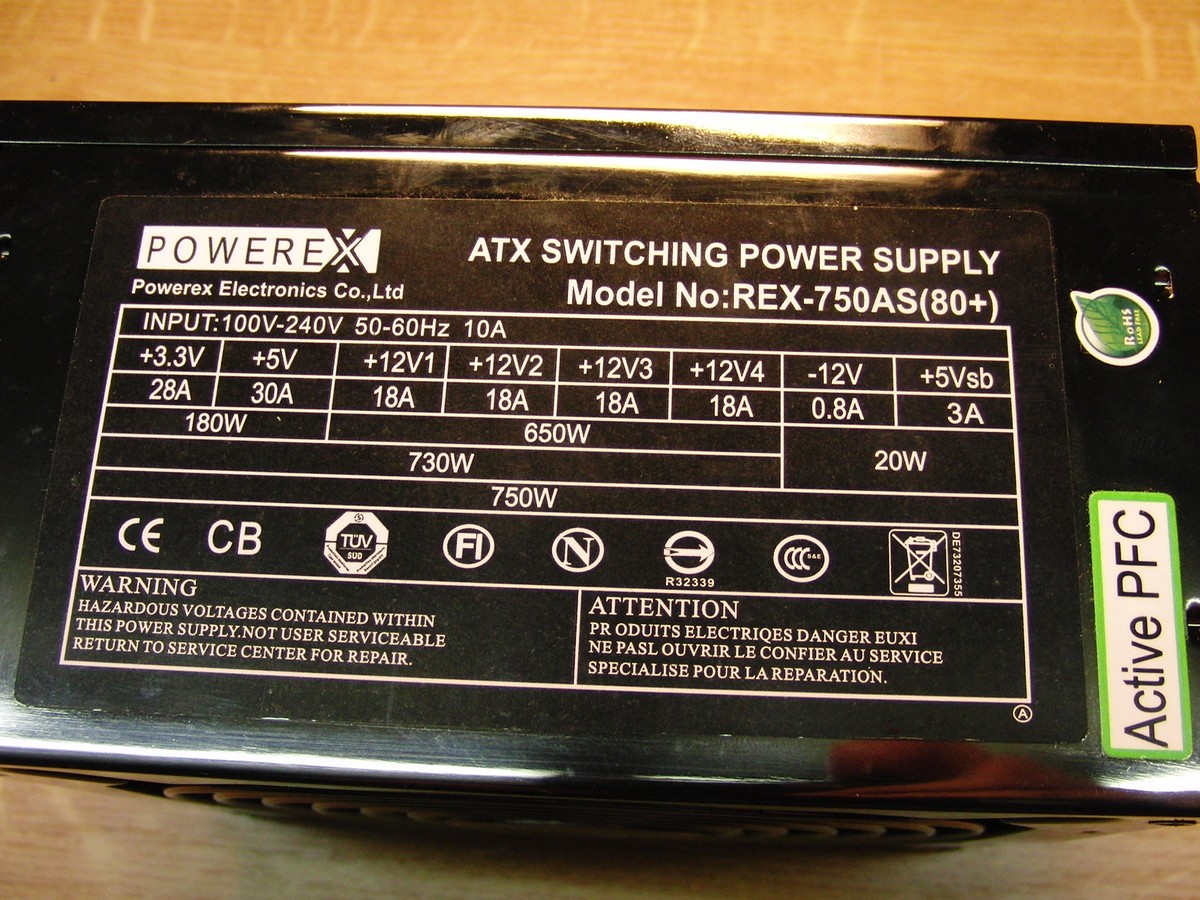 POWEREX
Powerex Electronics Co.,Ltd
ATX SWITCHING POWER SUPPLY
Model No:REX-750AS(80+)
INPUT:100V-240V 50-60Hz 10A
+3.3V +5V +12V1 +12V2 +12V3 +12V4 -12V +5Vsb
28A 30A 18A 18A 18A 18A 0.8A 3A
180W 650W
20W
730W
750W
CE CB TÜV SUD FI N R32339 CCC S&E DE73207355
WARNING
HAZARDOUS VOLTAGES CONTAINED WITHIN
THIS POWER SUPPLY.NOT USER SERVICEABLE
RETURN TO SERVICE CENTER FOR REPAIR.
ATTENTION
PR ODUITS ELECTRIQES DANGER EUXI
NE PASL OUVRIR LE CONFIER AU SERVICE
SPECIALISE POUR LA REPARATION.
A
RoHS
LEAD FREE
Active PFC